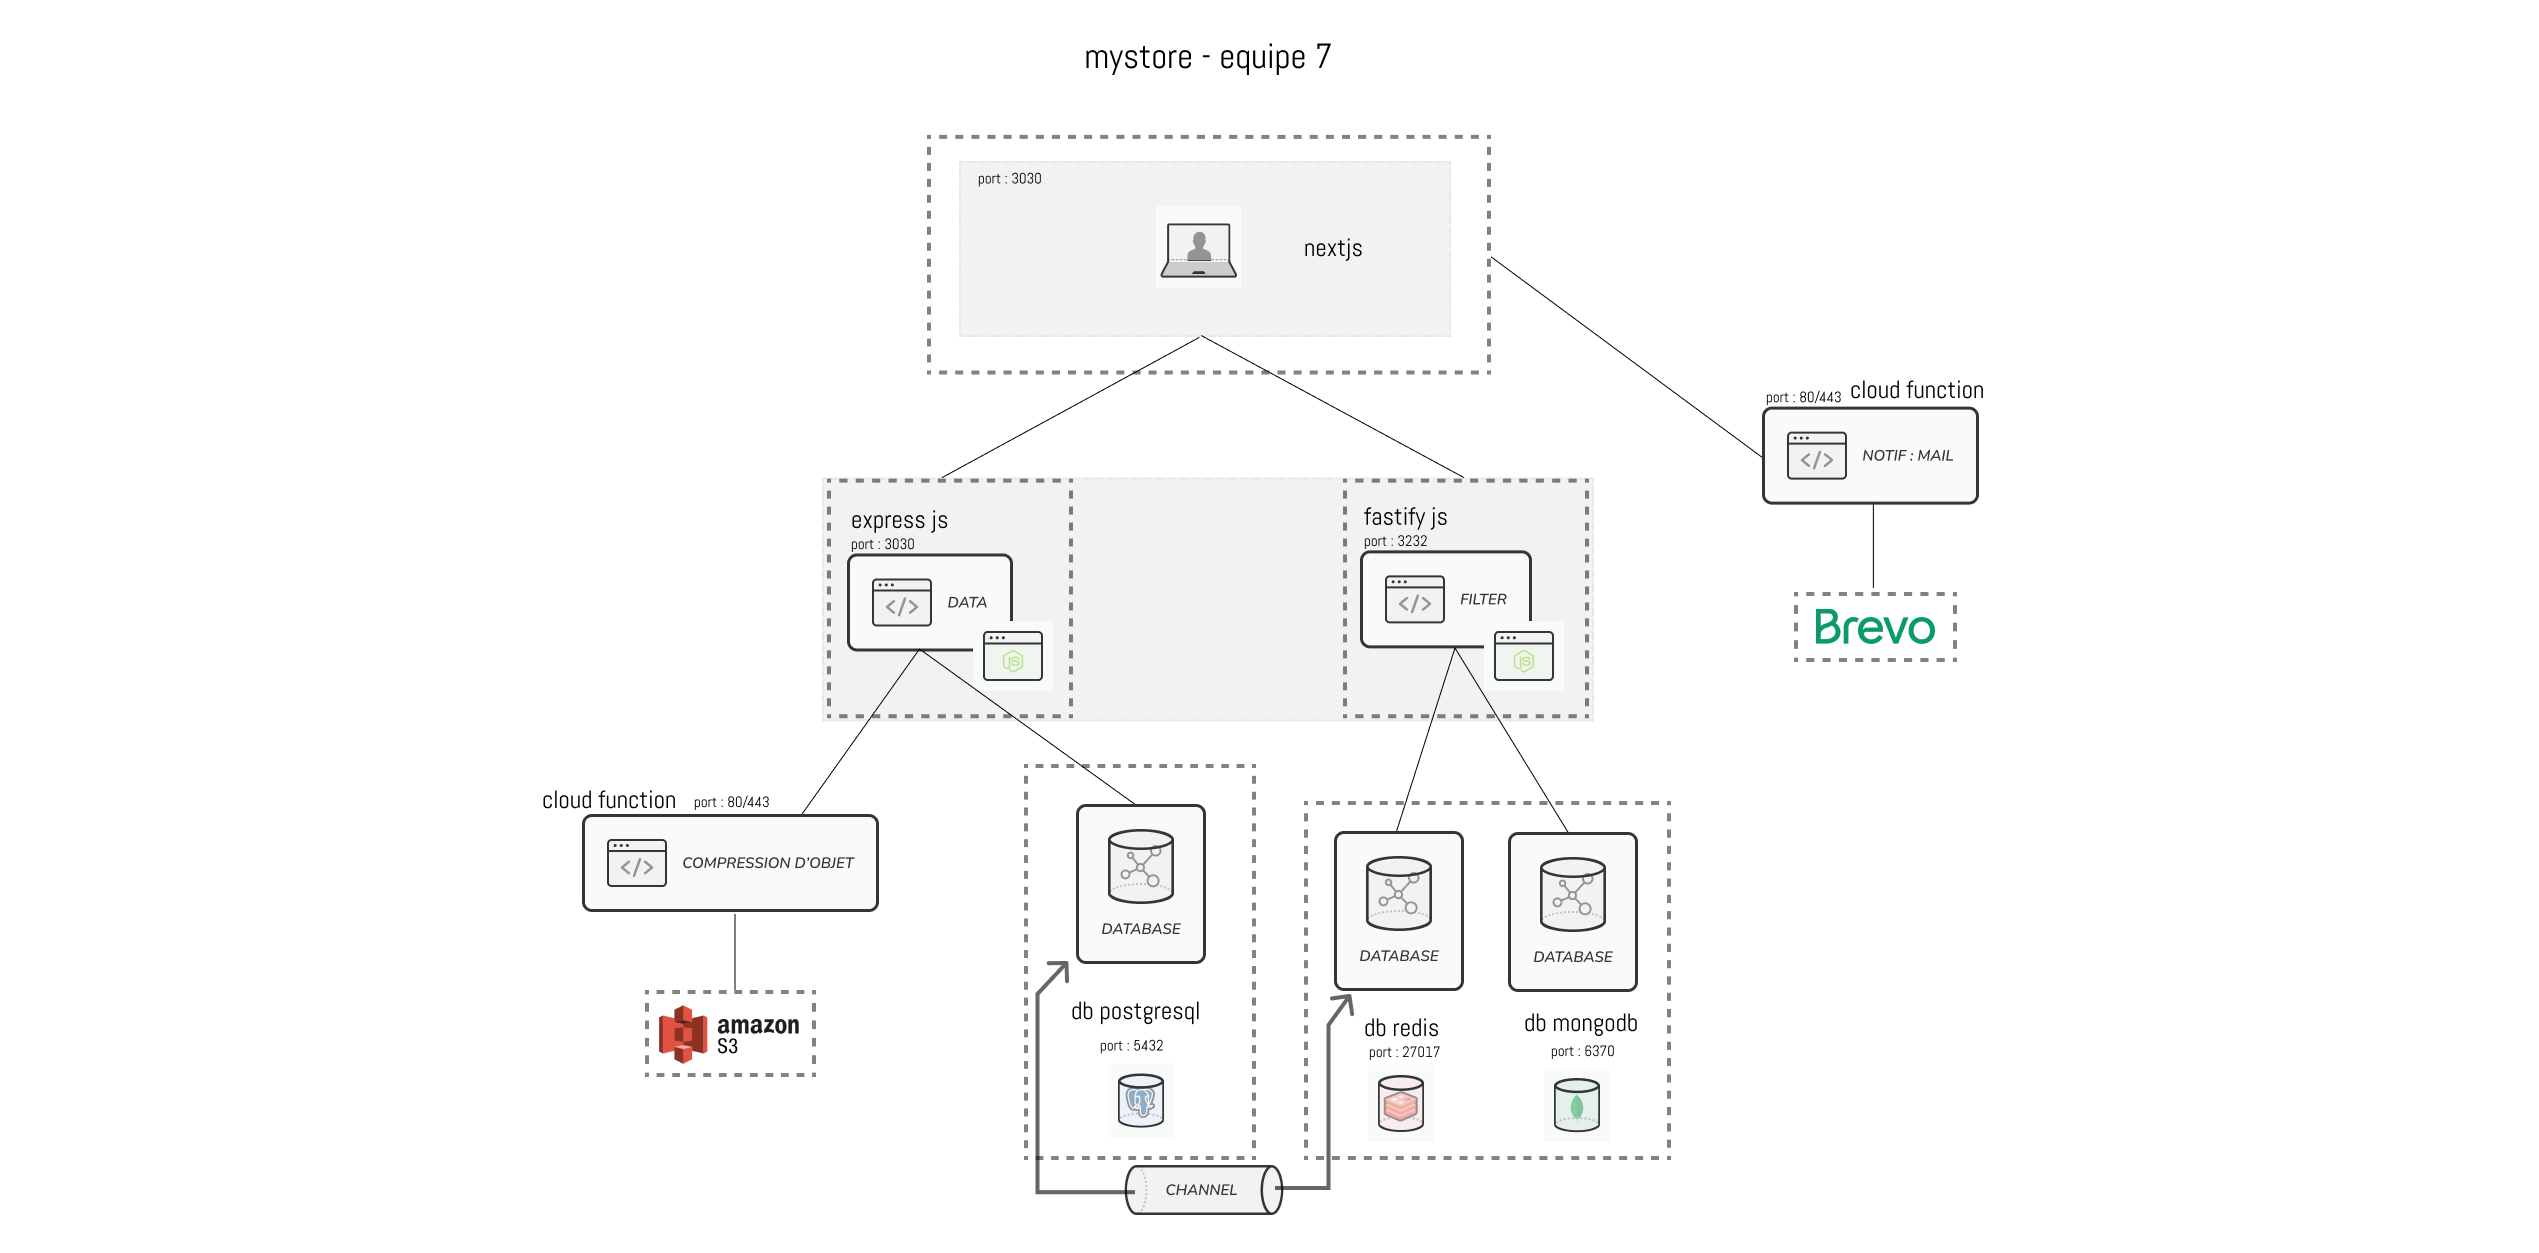 mystore - equipe 7
port : 3030
nextjs
port : 80/443 cloud function
NOTIF : MAIL
Brevo
express js
port : 3030
DATA
JS
fastify js
port : 3232
FILTER
JS
cloud function port : 80/443
COMPRESSION D'OBJET
amazon
S3
DATABASE
db postgresql
port : 5432
DATABASE
db redis
port : 27017
DATABASE
db mongodb
port : 6370
CHANNEL